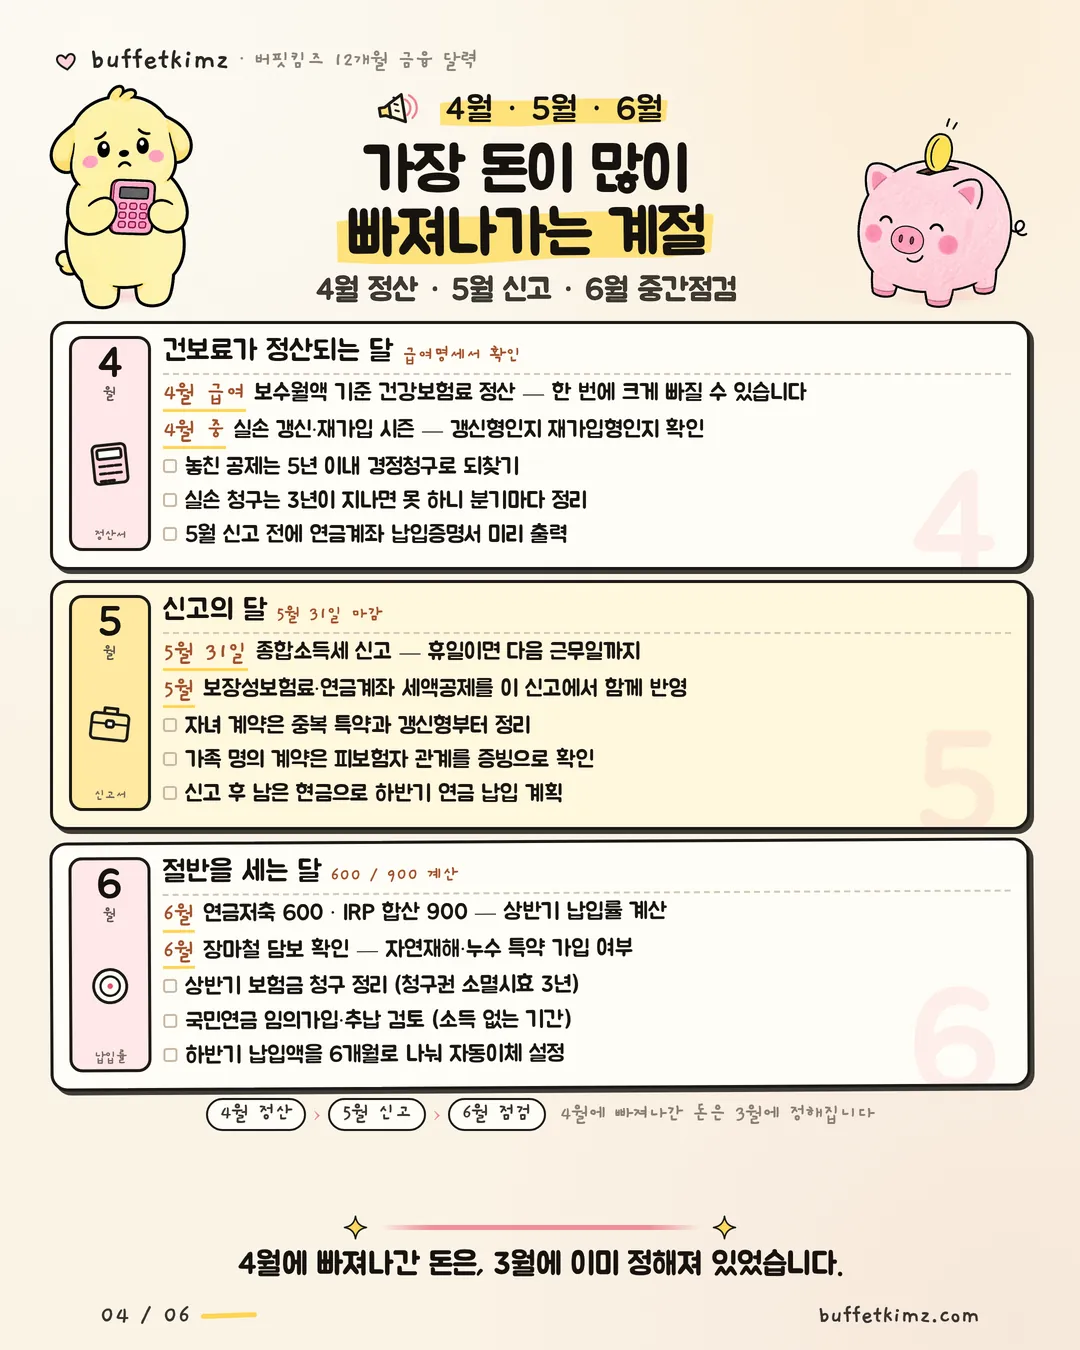 buffetkimz · 버핏킴즈 12개월 금융 달력
4월 · 5월 · 6월
가장 돈이 많이
빠져나가는 계절
4월 정산 · 5월 신고 · 6월 중간점검
4
월
정산서
건보료가 정산되는 달 급여명세서 확인
4월 급여 보수월액 기준 건강보험료 정산 — 한 번에 크게 빠질 수 있습니다
4월 중 실손 갱신·재가입 시즌 — 갱신형인지 재가입형인지 확인
놓친 공제는 5년 이내 경정청구로 되찾기
실손 청구는 3년이 지나면 못 하니 분기마다 정리
5월 신고 전에 연금계좌 납입증명서 미리 출력
4
5
월
신고서
신고의 달 5월 31일 마감
5월 31일 종합소득세 신고 — 휴일이면 다음 근무일까지
5월 보장성보험료·연금계좌 세액공제를 이 신고에서 함께 반영
자녀 계약은 중복 특약과 갱신형부터 정리
가족 명의 계약은 피보험자 관계를 증빙으로 확인
신고 후 남은 현금으로 하반기 연금 납입 계획
5
6
월
납입률
절반을 세는 달 600 / 900 계산
6월 연금저축 600 · IRP 합산 900 — 상반기 납입률 계산
6월 장마철 담보 확인 — 자연재해·누수 특약 가입 여부
상반기 보험금 청구 정리 (청구권 소멸시효 3년)
국민연금 임의가입·추납 검토 (소득 없는 기간)
하반기 납입액을 6개월로 나눠 자동이체 설정
6
4월 정산 › 5월 신고 › 6월 점검 4월에 빠져나간 돈은 3월에 정해집니다
4월에 빠져나간 돈은, 3월에 이미 정해져 있었습니다.
04 / 06
buffetkimz.com